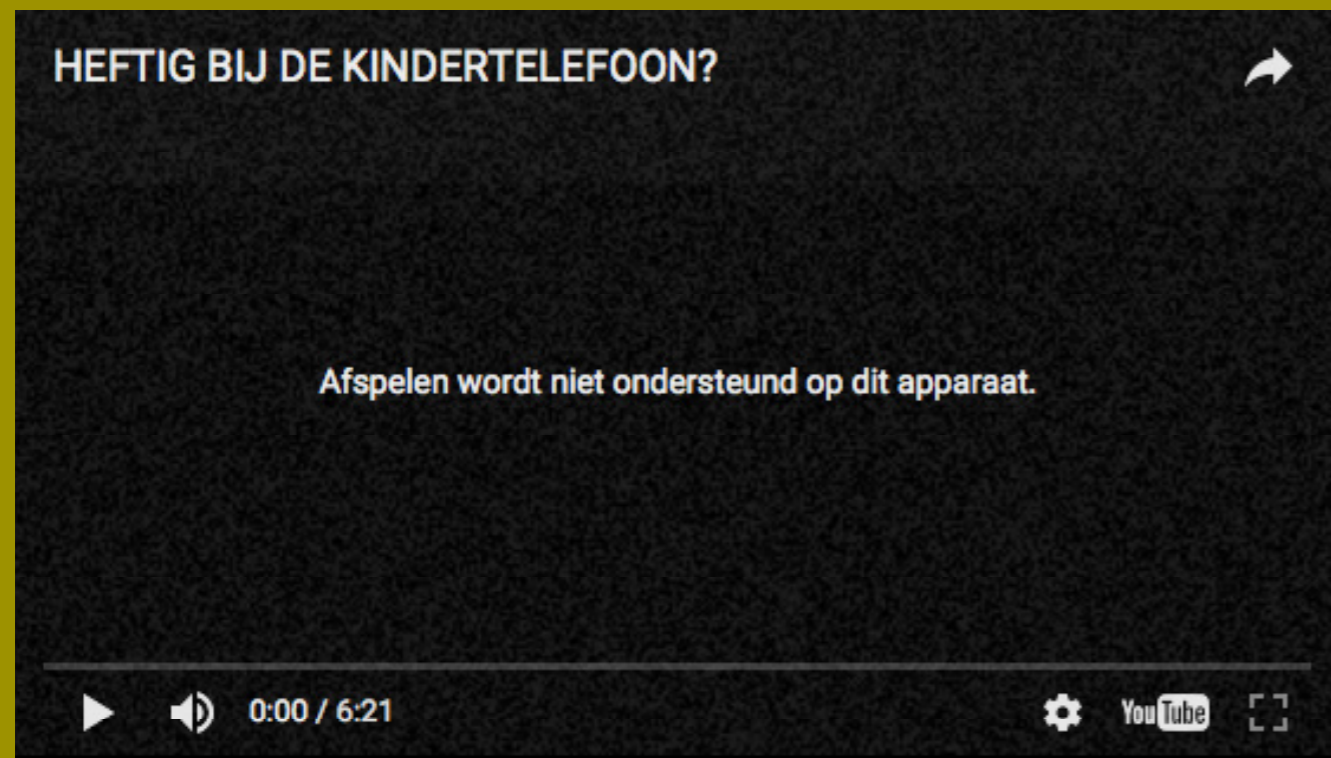 HEFTIG BIJ DE KINDERTELEFOON?
Afspelen wordt niet ondersteund op dit apparaat.
0:00 / 6:21
YouTube